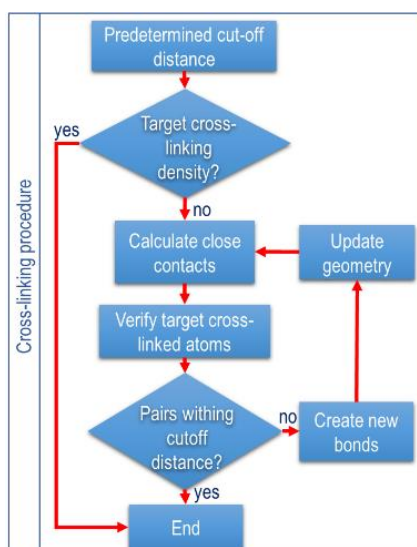 Cross-linking procedure
Predetermined cut-off
distance
yes
Target cross-
linking
density?
no
Calculate close
contacts
Update
geometry
Verify target cross-
linked atoms
Pairs withing
cutoff
distance?
no
Create new
bonds
yes
End